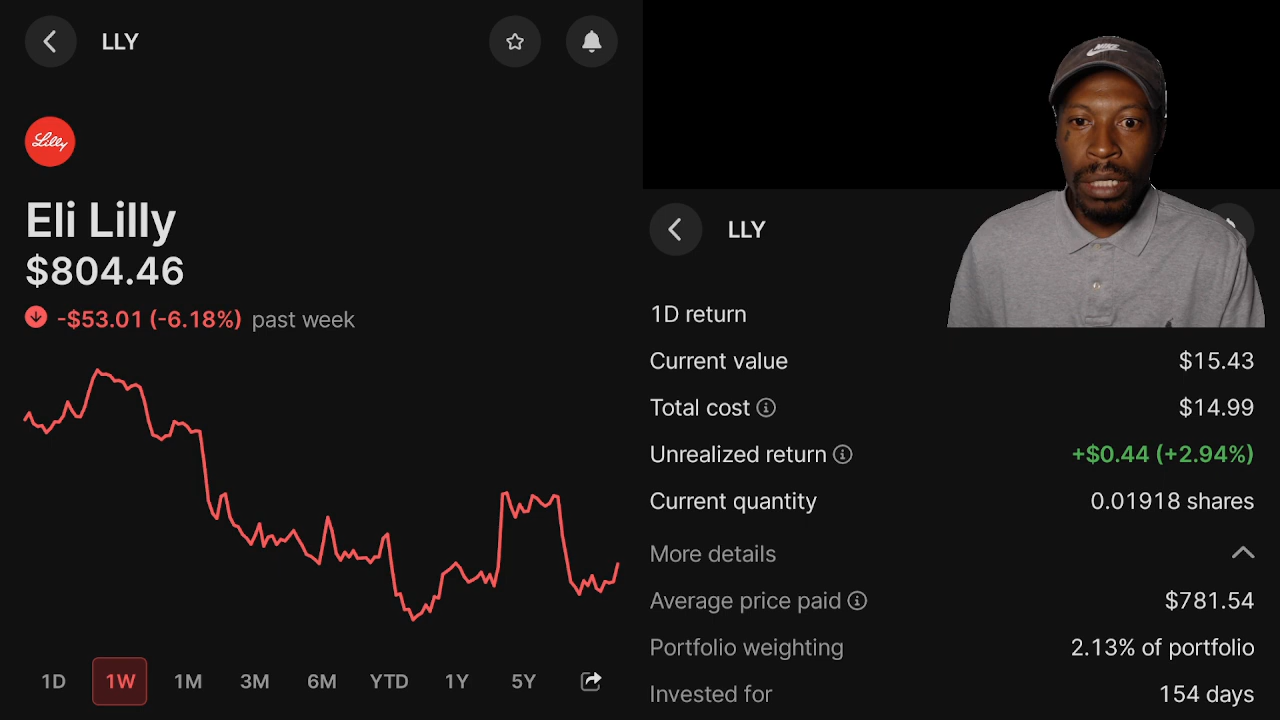 LLY
Lilly
Eli Lilly
$804.46
-$53.01 (-6.18%) past week
1D 1W 1M 3M 6M YTD 1Y 5Y
LLY
1D return
Current value $15.43
Total cost $14.99
Unrealized return +$0.44 (+2.94%)
Current quantity 0.01918 shares
More details
Average price paid $781.54
Portfolio weighting 2.13% of portfolio
Invested for 154 days
NIKE